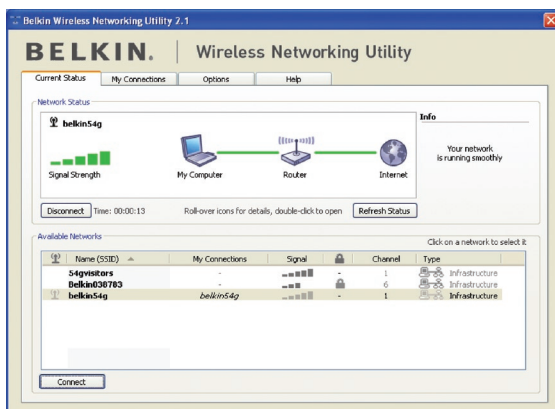 Belkin Wireless Networking Utility 2.1
BELKIN. Wireless Networking Utility
Current Status My Connections Options Help
Network Status
belkin54g
Info
Your network
is running smoothly
Signal Strength My Computer Router Internet
Disconnect Time: 00:00:13 Roll-over icons for details, double-click to open Refresh Status
Available Networks
Click on a network to select it
Name (SSID) My Connections Signal Channel Type
54gvisitors - - 1 Infrastructure
Belkin038783 - 6 Infrastructure
belkin54g belkin54g - 1 Infrastructure
Connect